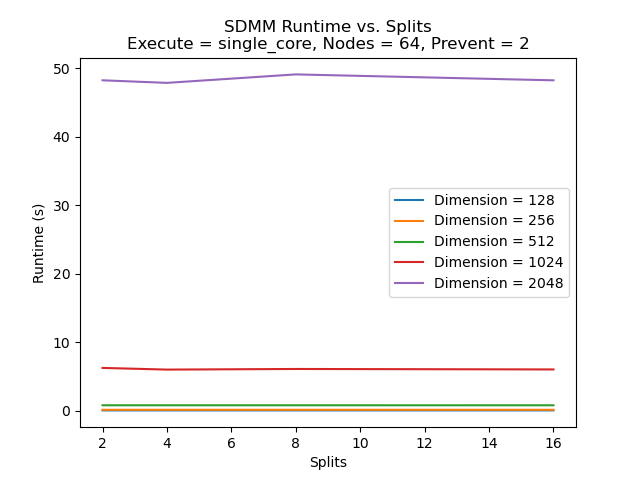 SDMM Runtime vs. Splits
Execute = single_core, Nodes = 64, Prevent = 2
50
40
30
20
10
0
Runtime (s)
Dimension = 128
Dimension = 256
Dimension = 512
Dimension = 1024
Dimension = 2048
2 4 6 8 10 12 14 16
Splits